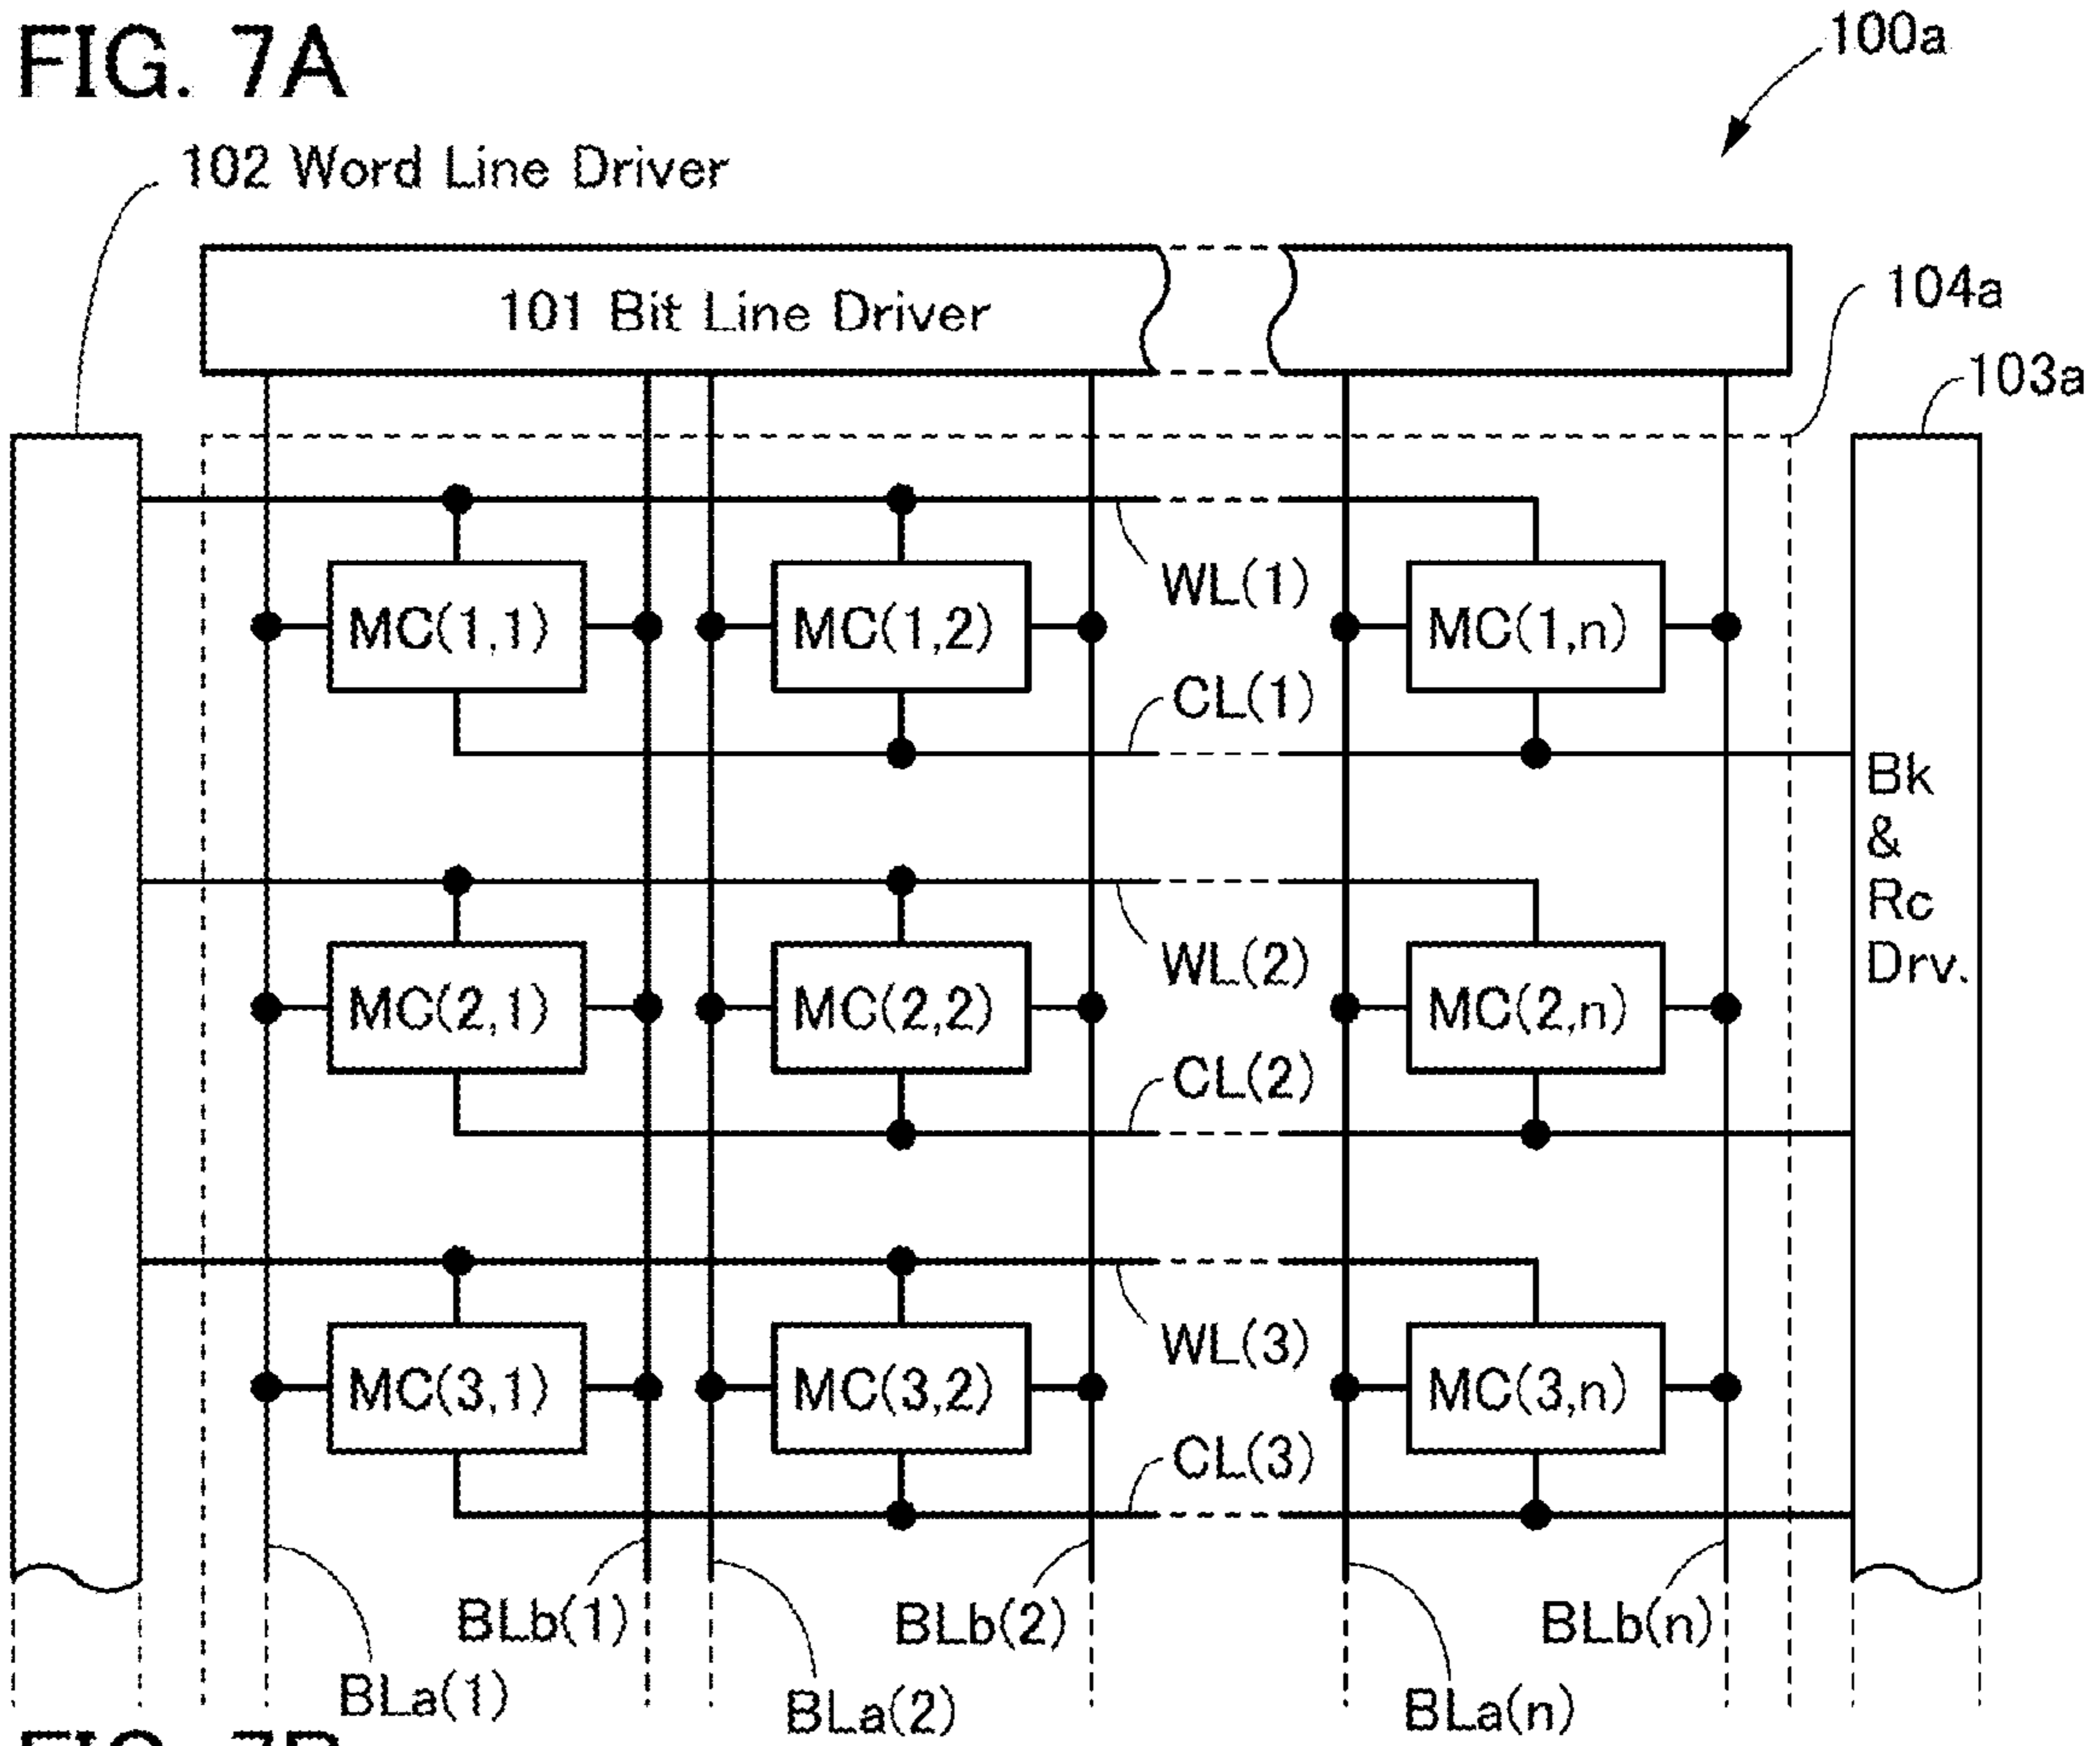 FIG. 7A
100a
102 Word Line Driver
101 Bit Line Driver
104a
103a
MC(1,1)
MC(1,2)
WL(1)
MC(1,n)
CL(1)
Bk
&
Rc
Drv.
MC(2,1)
MC(2,2)
WL(2)
MC(2,n)
CL(2)
MC(3,1)
MC(3,2)
WL(3)
MC(3,n)
CL(3)
BLb(1)
BLb(2)
BLb(n)
BLa(1)
BLa(2)
BLa(n)